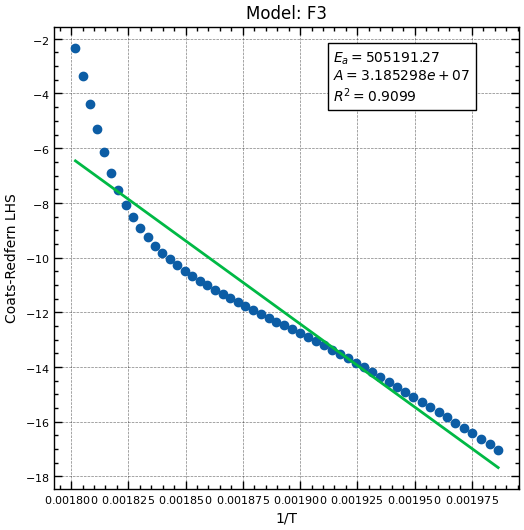 Model: F3
E_a = 505191.27
A = 3.185298e + 07
R² = 0.9099
Coats-Redfern LHS
−2
−4
−6
−8
−10
−12
−14
−16
−18
0.001800 0.001825 0.001850 0.001875 0.001900 0.001925 0.001950 0.001975
1/T